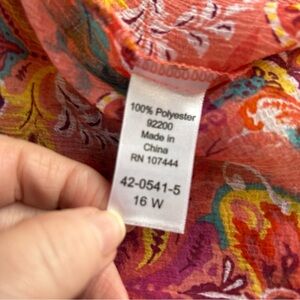 100% Polyester
92200
Made in
China
RN 107444
42-0541-5
16 W